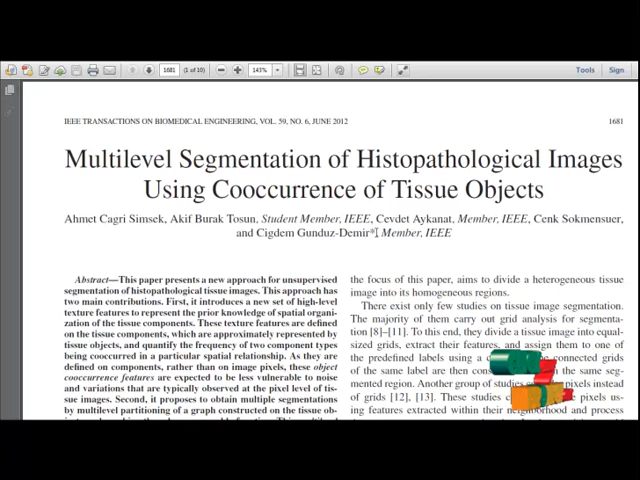 1681
(1 of 10)
143%
Tools
Sign
IEEE TRANSACTIONS ON BIOMEDICAL ENGINEERING, VOL. 59, NO. 6, JUNE 2012
1681
Multilevel Segmentation of Histopathological Images
Using Cooccurrence of Tissue Objects
Ahmet Cagri Simsek, Akif Burak Tosun, Student Member, IEEE, Cevdet Aykanat, Member, IEEE, Cenk Sokmensuer,
and Cigdem Gunduz-Demir*, Member, IEEE
Abstract—This paper presents a new approach for unsupervised
segmentation of histopathological tissue images. This approach has
two main contributions. First, it introduces a new set of high-level
texture features to represent the prior knowledge of spatial organi-
zation of the tissue components. These texture features are defined
on the tissue components, which are approximately represented by
tissue objects, and quantify the frequency of two component types
being cooccurred in a particular spatial relationship. As they are
defined on components, rather than on image pixels, these object
cooccurrence features are expected to be less vulnerable to noise
and variations that are typically observed at the pixel level of tis-
sue images. Second, it proposes to obtain multiple segmentations
by multilevel partitioning of a graph constructed on the tissue ob-
the focus of this paper, aims to divide a heterogeneous tissue
image into its homogeneous regions.
There exist only few studies on tissue image segmentation.
The majority of them carry out grid analysis for segmenta-
tion [8]–[11]. To this end, they divide a tissue image into equal-
sized grids, extract their features, and assign them to one of
the predefined labels using a connected grids
of the same label are then the same seg-
mented region. Another group of studies pixels instead
of grids [12], [13]. These studies pixels us-
ing features extracted within their neighborhood and process